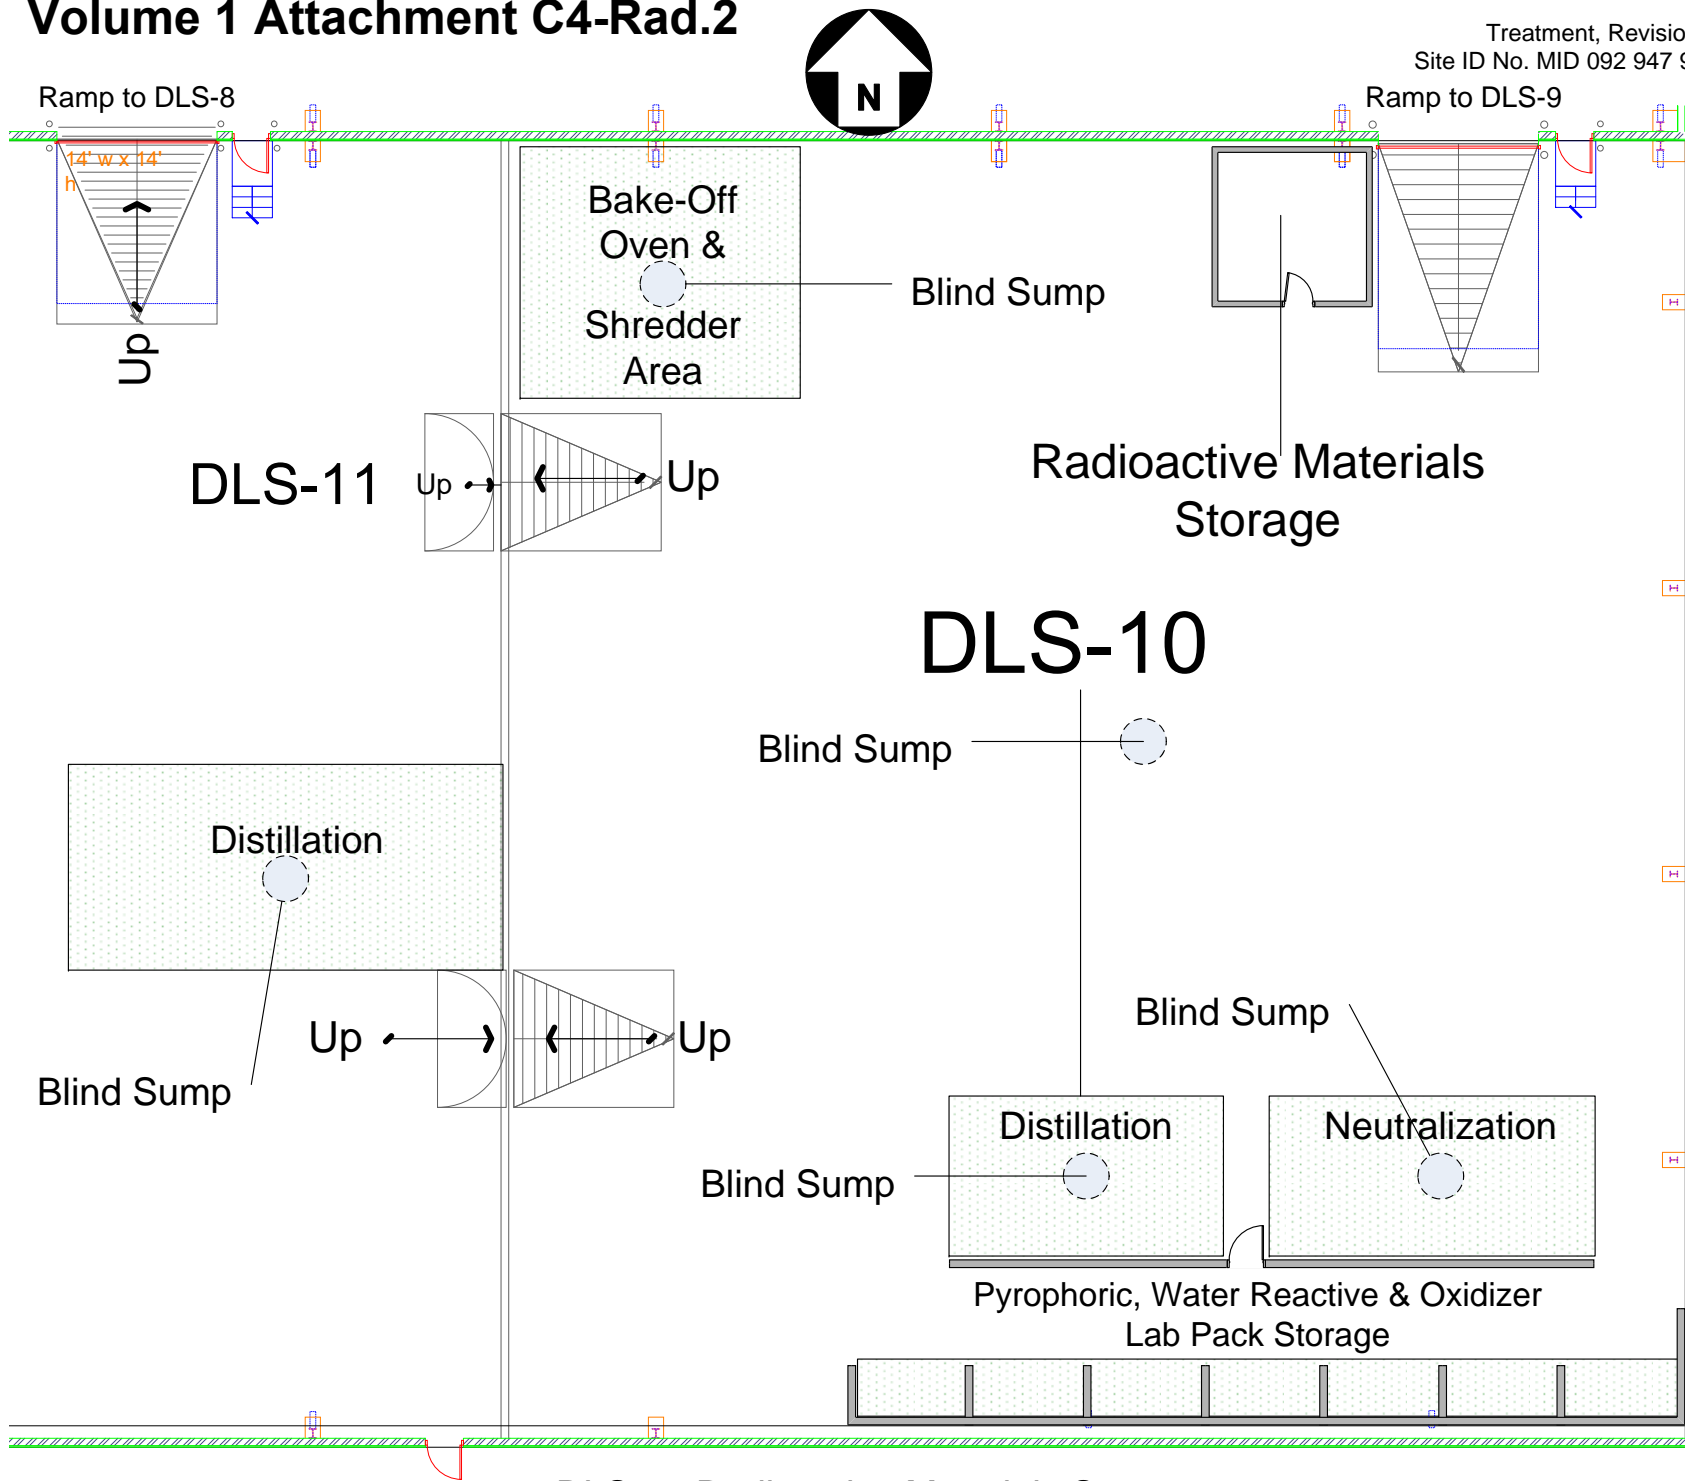 Volume 1 Attachment C4-Rad.2
Treatment, Revisio
Site ID No. MID 092 947 9
N
Ramp to DLS-8
Ramp to DLS-9
14' w x 14'
h
Bake-Off
Oven &
Shredder
Area
Blind Sump
Up
DLS-11
Up
Up
Radioactive Materials
Storage
DLS-10
Blind Sump
Distillation
Blind Sump
Up
Up
Blind Sump
Distillation
Neutralization
Blind Sump
Pyrophoric, Water Reactive & Oxidizer
Lab Pack Storage